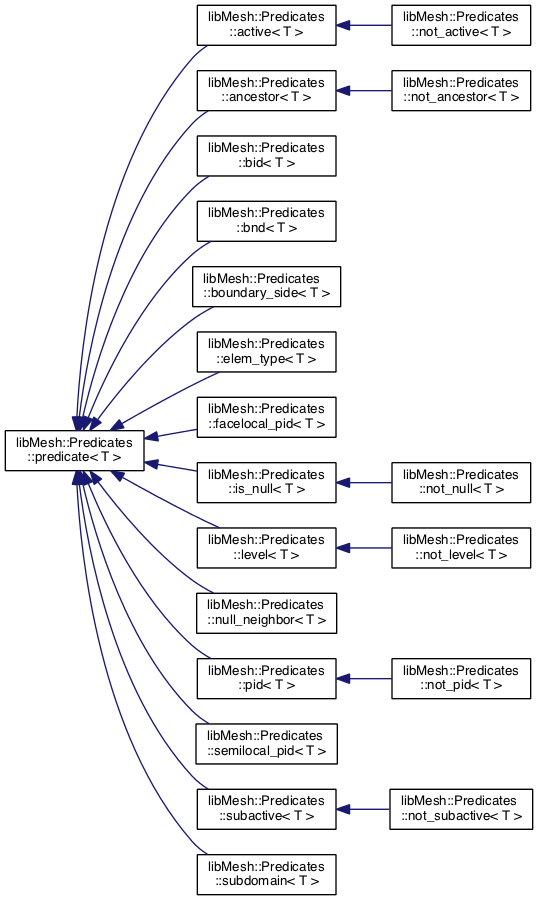 libMesh::Predicates
::active< T >
libMesh::Predicates
::not_active< T >
libMesh::Predicates
::ancestor< T >
libMesh::Predicates
::not_ancestor< T >
libMesh::Predicates
::bid< T >
libMesh::Predicates
::bnd< T >
libMesh::Predicates
::boundary_side< T >
libMesh::Predicates
::elem_type< T >
libMesh::Predicates
::facelocal_pid< T >
libMesh::Predicates
::predicate< T >
libMesh::Predicates
::is_null< T >
libMesh::Predicates
::not_null< T >
libMesh::Predicates
::level< T >
libMesh::Predicates
::not_level< T >
libMesh::Predicates
::null_neighbor< T >
libMesh::Predicates
::pid< T >
libMesh::Predicates
::not_pid< T >
libMesh::Predicates
::semilocal_pid< T >
libMesh::Predicates
::subactive< T >
libMesh::Predicates
::not_subactive< T >
libMesh::Predicates
::subdomain< T >